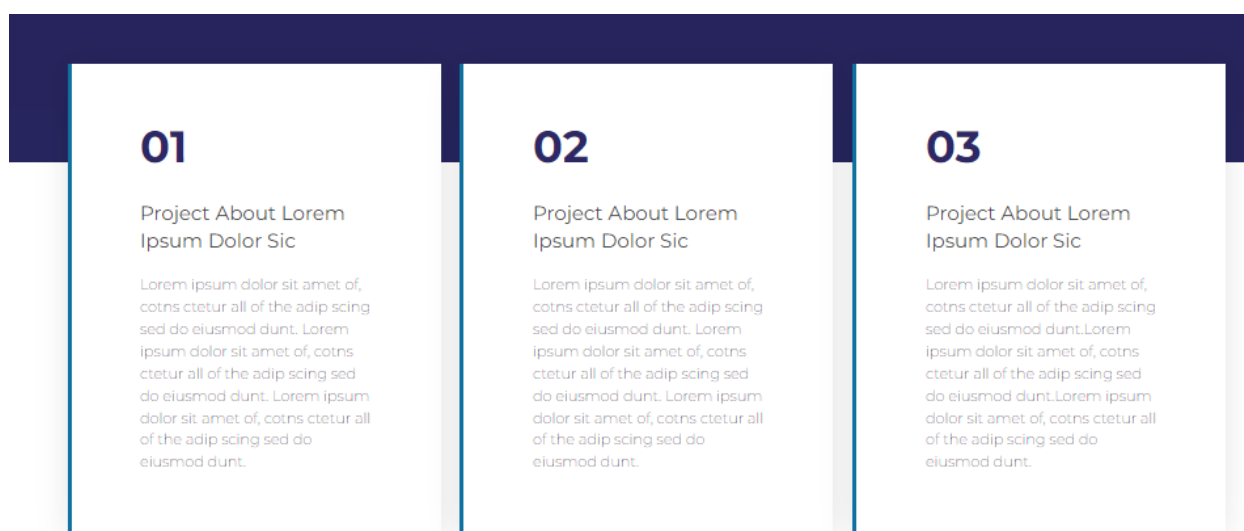 01
Project About Lorem
Ipsum Dolor Sic
Lorem ipsum dolor sit amet of,
cotns ctetur all of the adip scing
sed do eiusmod dunt. Lorem
ipsum dolor sit amet of, cotns
ctetur all of the adip scing sed
do eiusmod dunt. Lorem ipsum
dolor sit amet of, cotns ctetur all
of the adip scing sed do
eiusmod dunt.
02
Project About Lorem
Ipsum Dolor Sic
Lorem ipsum dolor sit amet of,
cotns ctetur all of the adip scing
sed do eiusmod dunt. Lorem
ipsum dolor sit amet of, cotns
ctetur all of the adip scing sed
do eiusmod dunt. Lorem ipsum
dolor sit amet of, cotns ctetur all
of the adip scing sed do
eiusmod dunt.
03
Project About Lorem
Ipsum Dolor Sic
Lorem ipsum dolor sit amet of,
cotns ctetur all of the adip scing
sed do eiusmod dunt.Lorem
ipsum dolor sit amet of, cotns
ctetur all of the adip scing sed
do eiusmod dunt.Lorem ipsum
dolor sit amet of, cotns ctetur all
of the adip scing sed do
eiusmod dunt.